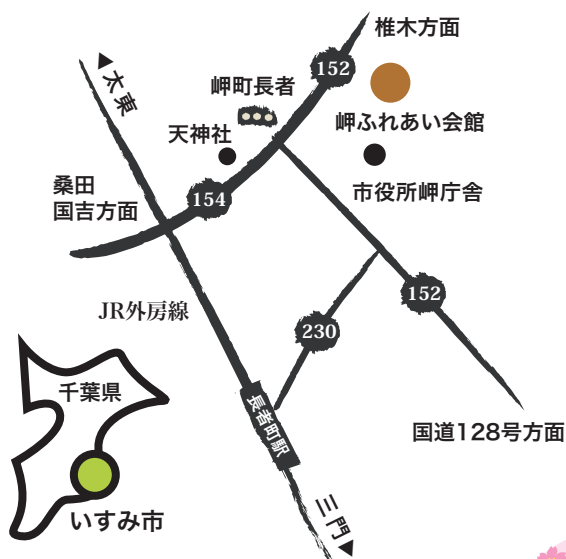 椎木方面
152
太東
岬町長者
岬ふれあい会館
天神社
市役所岬庁舎
桑田
国吉方面
154
152
JR外房線
230
千葉県
長者町駅
国道128号方面
いすみ市
三門